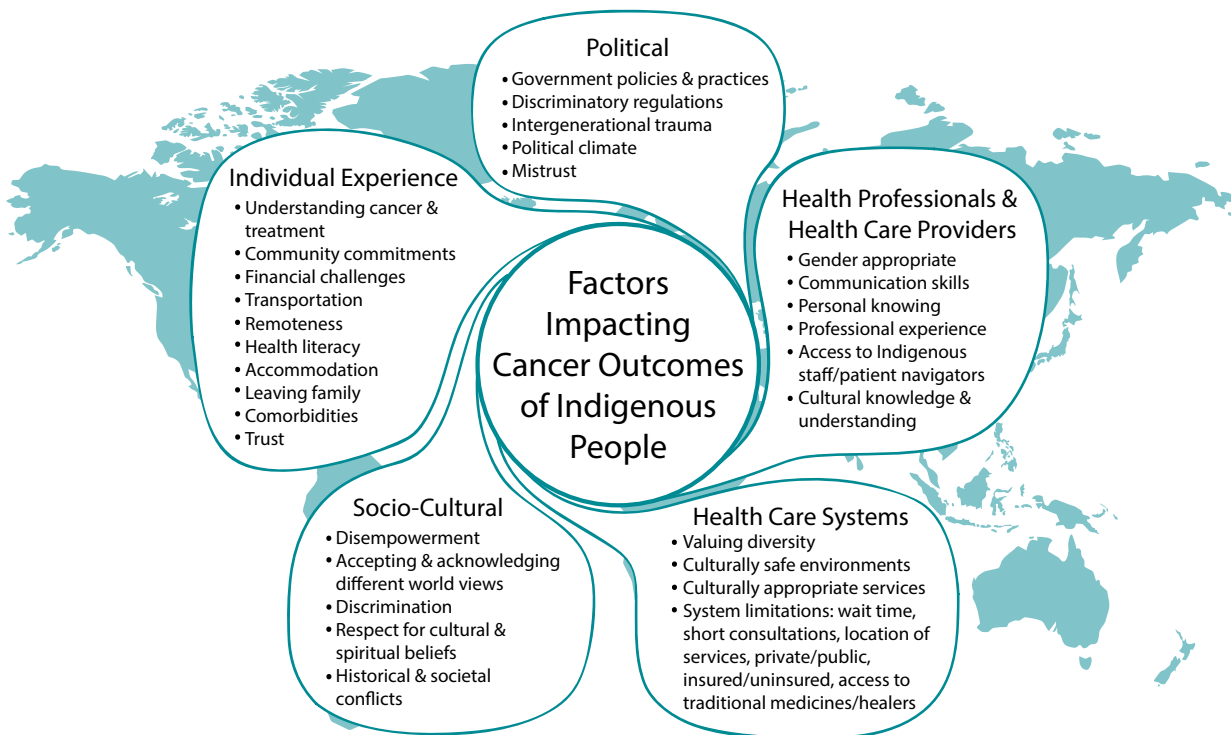 Political
• Government policies & practices
• Discriminatory regulations
• Intergenerational trauma
• Political climate
• Mistrust
Individual Experience
• Understanding cancer &
treatment
• Community commitments
• Financial challenges
• Transportation
• Remoteness
• Health literacy
• Accommodation
• Leaving family
• Comorbidities
• Trust
Health Professionals &
Health Care Providers
• Gender appropriate
• Communication skills
• Personal knowing
• Professional experience
• Access to Indigenous
staff/patient navigators
• Cultural knowledge &
understanding
Factors
Impacting
Cancer Outcomes
of Indigenous
People
Socio-Cultural
• Disempowerment
• Accepting & acknowledging
different world views
• Discrimination
• Respect for cultural &
spiritual beliefs
• Historical & societal
conflicts
Health Care Systems
• Valuing diversity
• Culturally safe environments
• Culturally appropriate services
• System limitations: wait time,
short consultations, location of
services, private/public,
insured/uninsured, access to
traditional medicines/healers